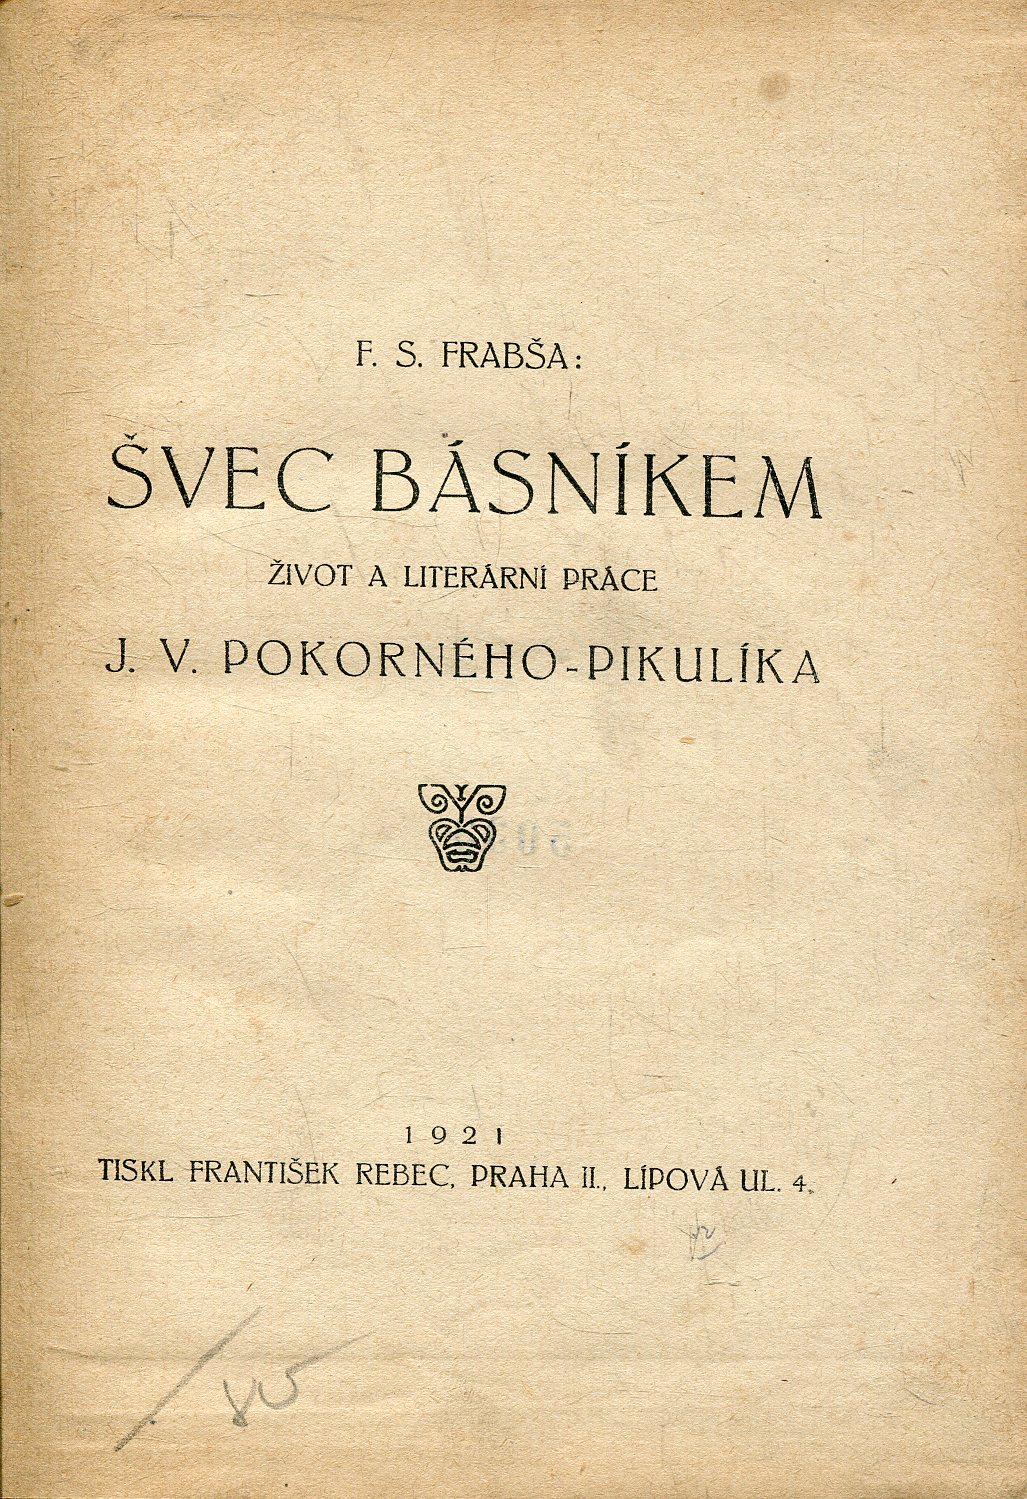 F. S. FRABŠA:
ŠVEC BÁSNÍKEM
ŽIVOT A LITERÁRNÍ PRÁCE
J. V. POKORNÉHO-PIKULÍKA
1921
TISKL FRANTIŠEK REBEC, PRAHA II., LÍPOVÁ UL. 4.